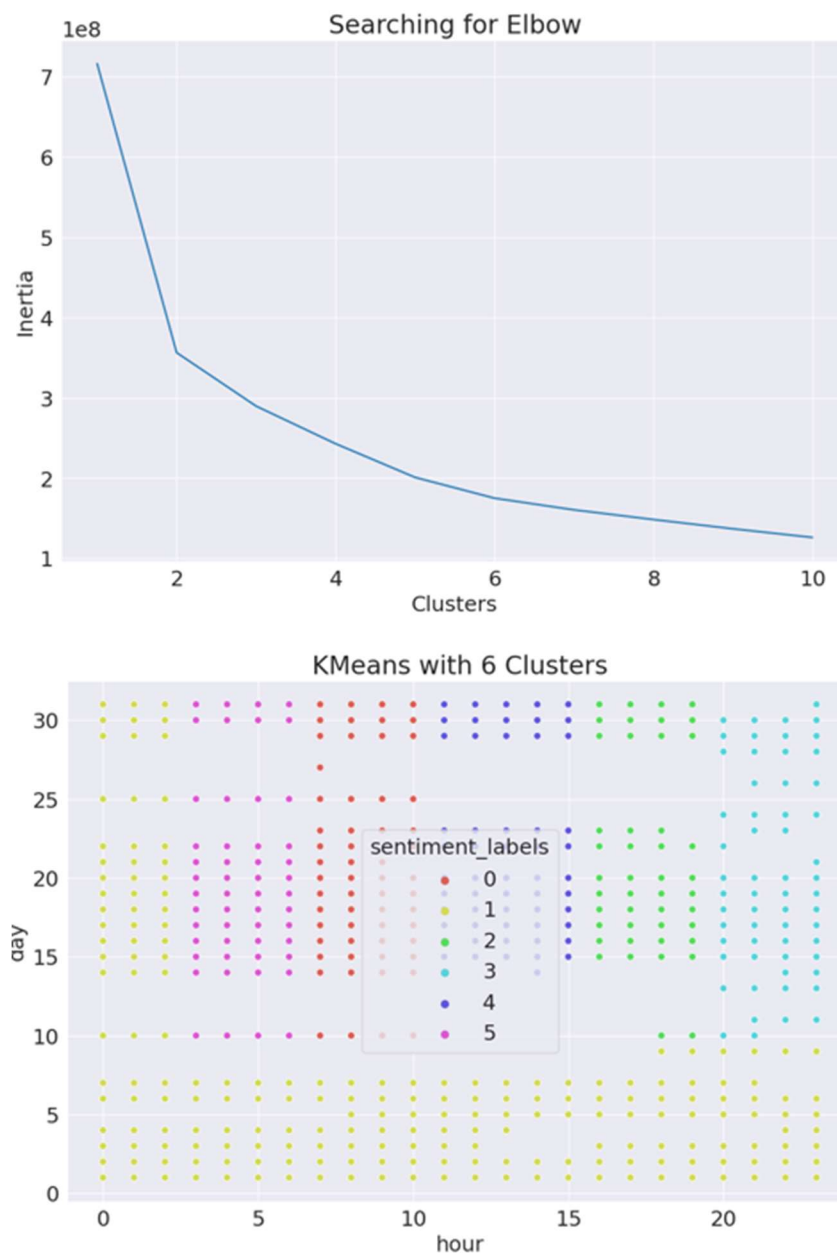 Searching for Elbow
1e8
7
6
5
4
3
2
1
Inertia
2 4 6 8 10
Clusters
KMeans with 6 Clusters
30
25
20
15
10
5
0
day
sentiment_labels
0
1
2
3
4
5
0 5 10 15 20
hour